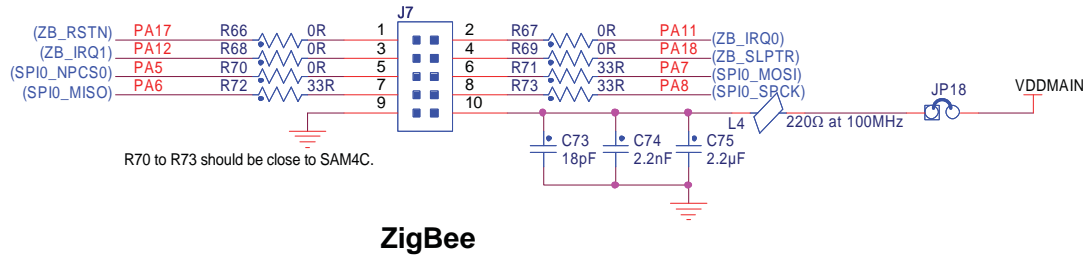 J7
(ZB_RSTN) PA17 R66 0R 1 2 R67 0R PA11 (ZB_IRQ0)
(ZB_IRQ1) PA12 R68 0R 3 4 R69 0R PA18 (ZB_SLPTR)
(SPI0_NPCS0) PA5 R70 0R 5 6 R71 33R PA7 (SPI0_MOSI)
(SPI0_MISO) PA6 R72 33R 7 8 R73 33R PA8 (SPI0_SPCK)
9 10
JP18 VDDMAIN
L4 220Ω at 100MHz
C73 C74 C75
18pF 2.2nF 2.2µF
R70 to R73 should be close to SAM4C.
ZigBee